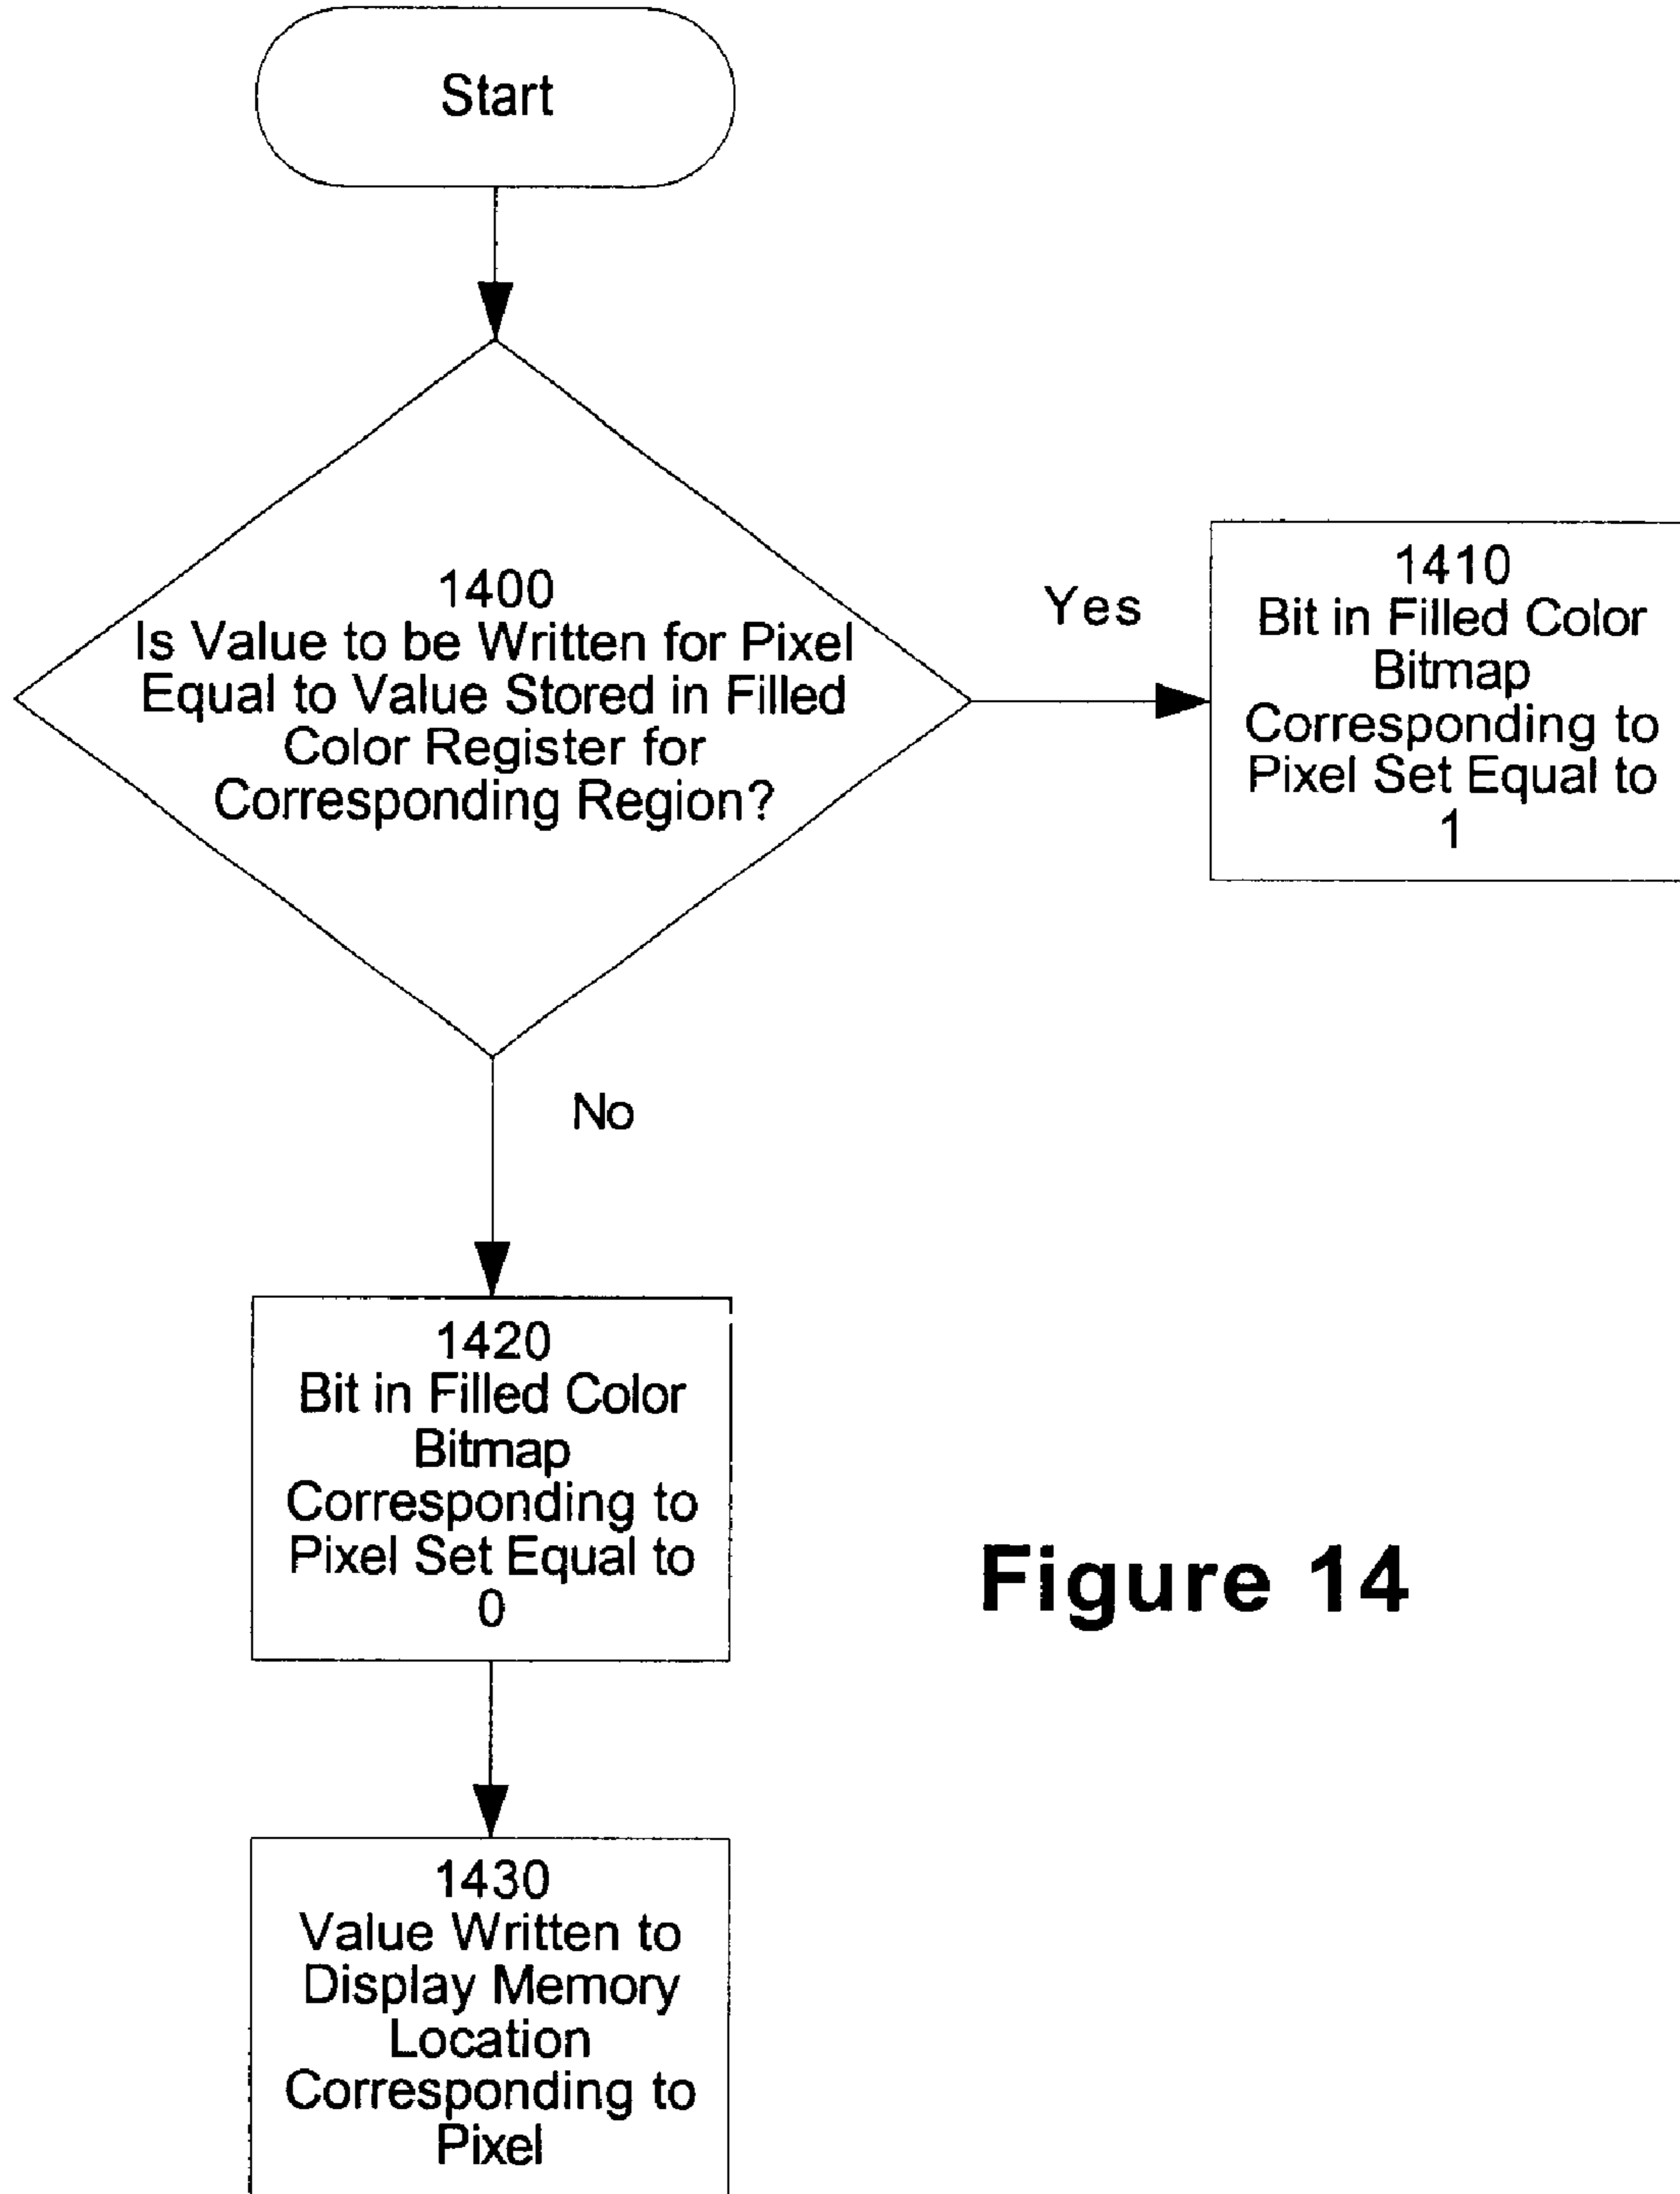 Start
1400
Is Value to be Written for Pixel
Equal to Value Stored in Filled
Color Register for
Corresponding Region?
Yes
1410
Bit in Filled Color
Bitmap
Corresponding to
Pixel Set Equal to
1
No
1420
Bit in Filled Color
Bitmap
Corresponding to
Pixel Set Equal to
0
Figure 14
1430
Value Written to
Display Memory
Location
Corresponding to
Pixel